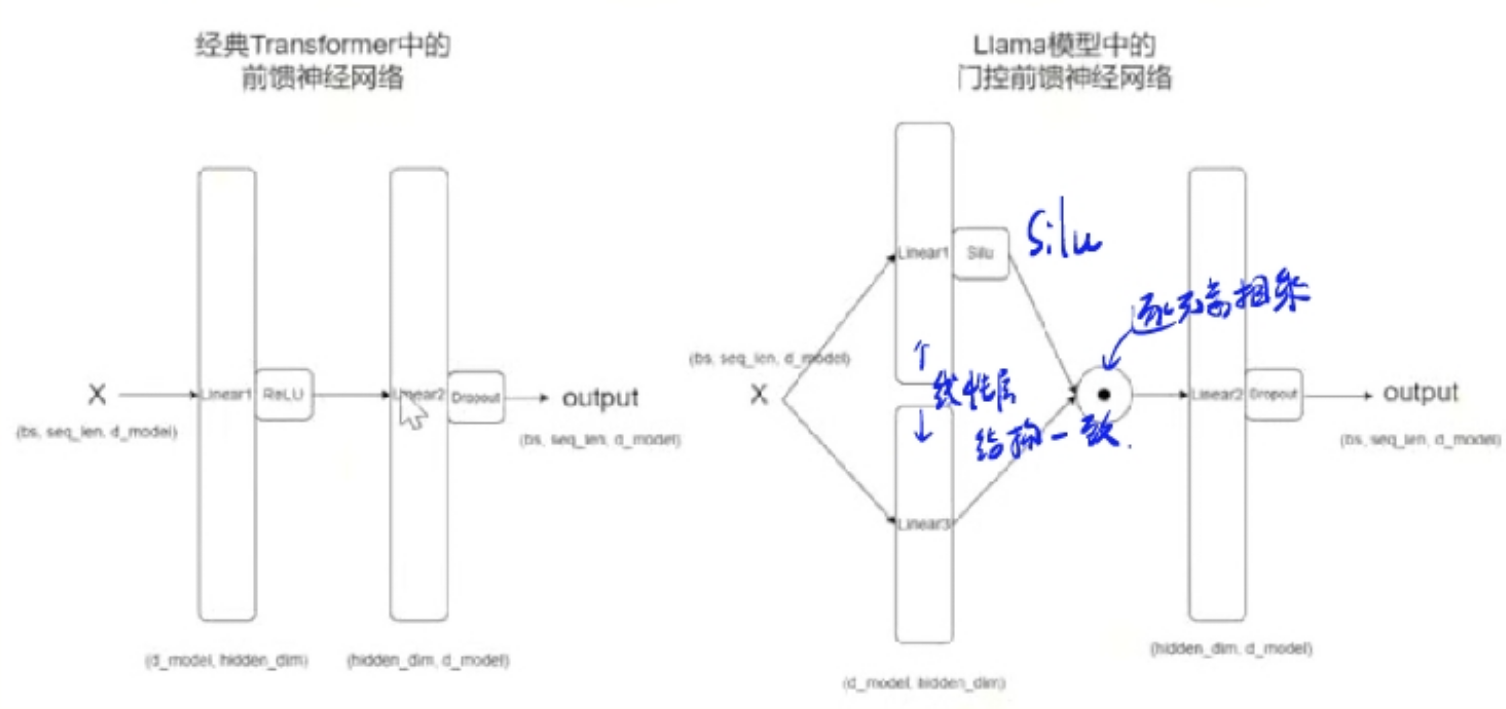 经典Transformer中的
前馈神经网络
X
(bs, seq_len, d_model)
Linear1
ReLU
Linear2
Dropout
output
(bs, seq_len, d_model)
(d_model, hidden_dim)
(hidden_dim, d_model)
Llama模型中的
门控前馈神经网络
(bs, seq_len, d_model)
X
Linear1
Silu
Silu
逐元素相乘
线性层
结构一致.
Linear3
Linear2
Dropout
output
(bs, seq_len, d_model)
(d_model, hidden_dim)
(hidden_dim, d_model)